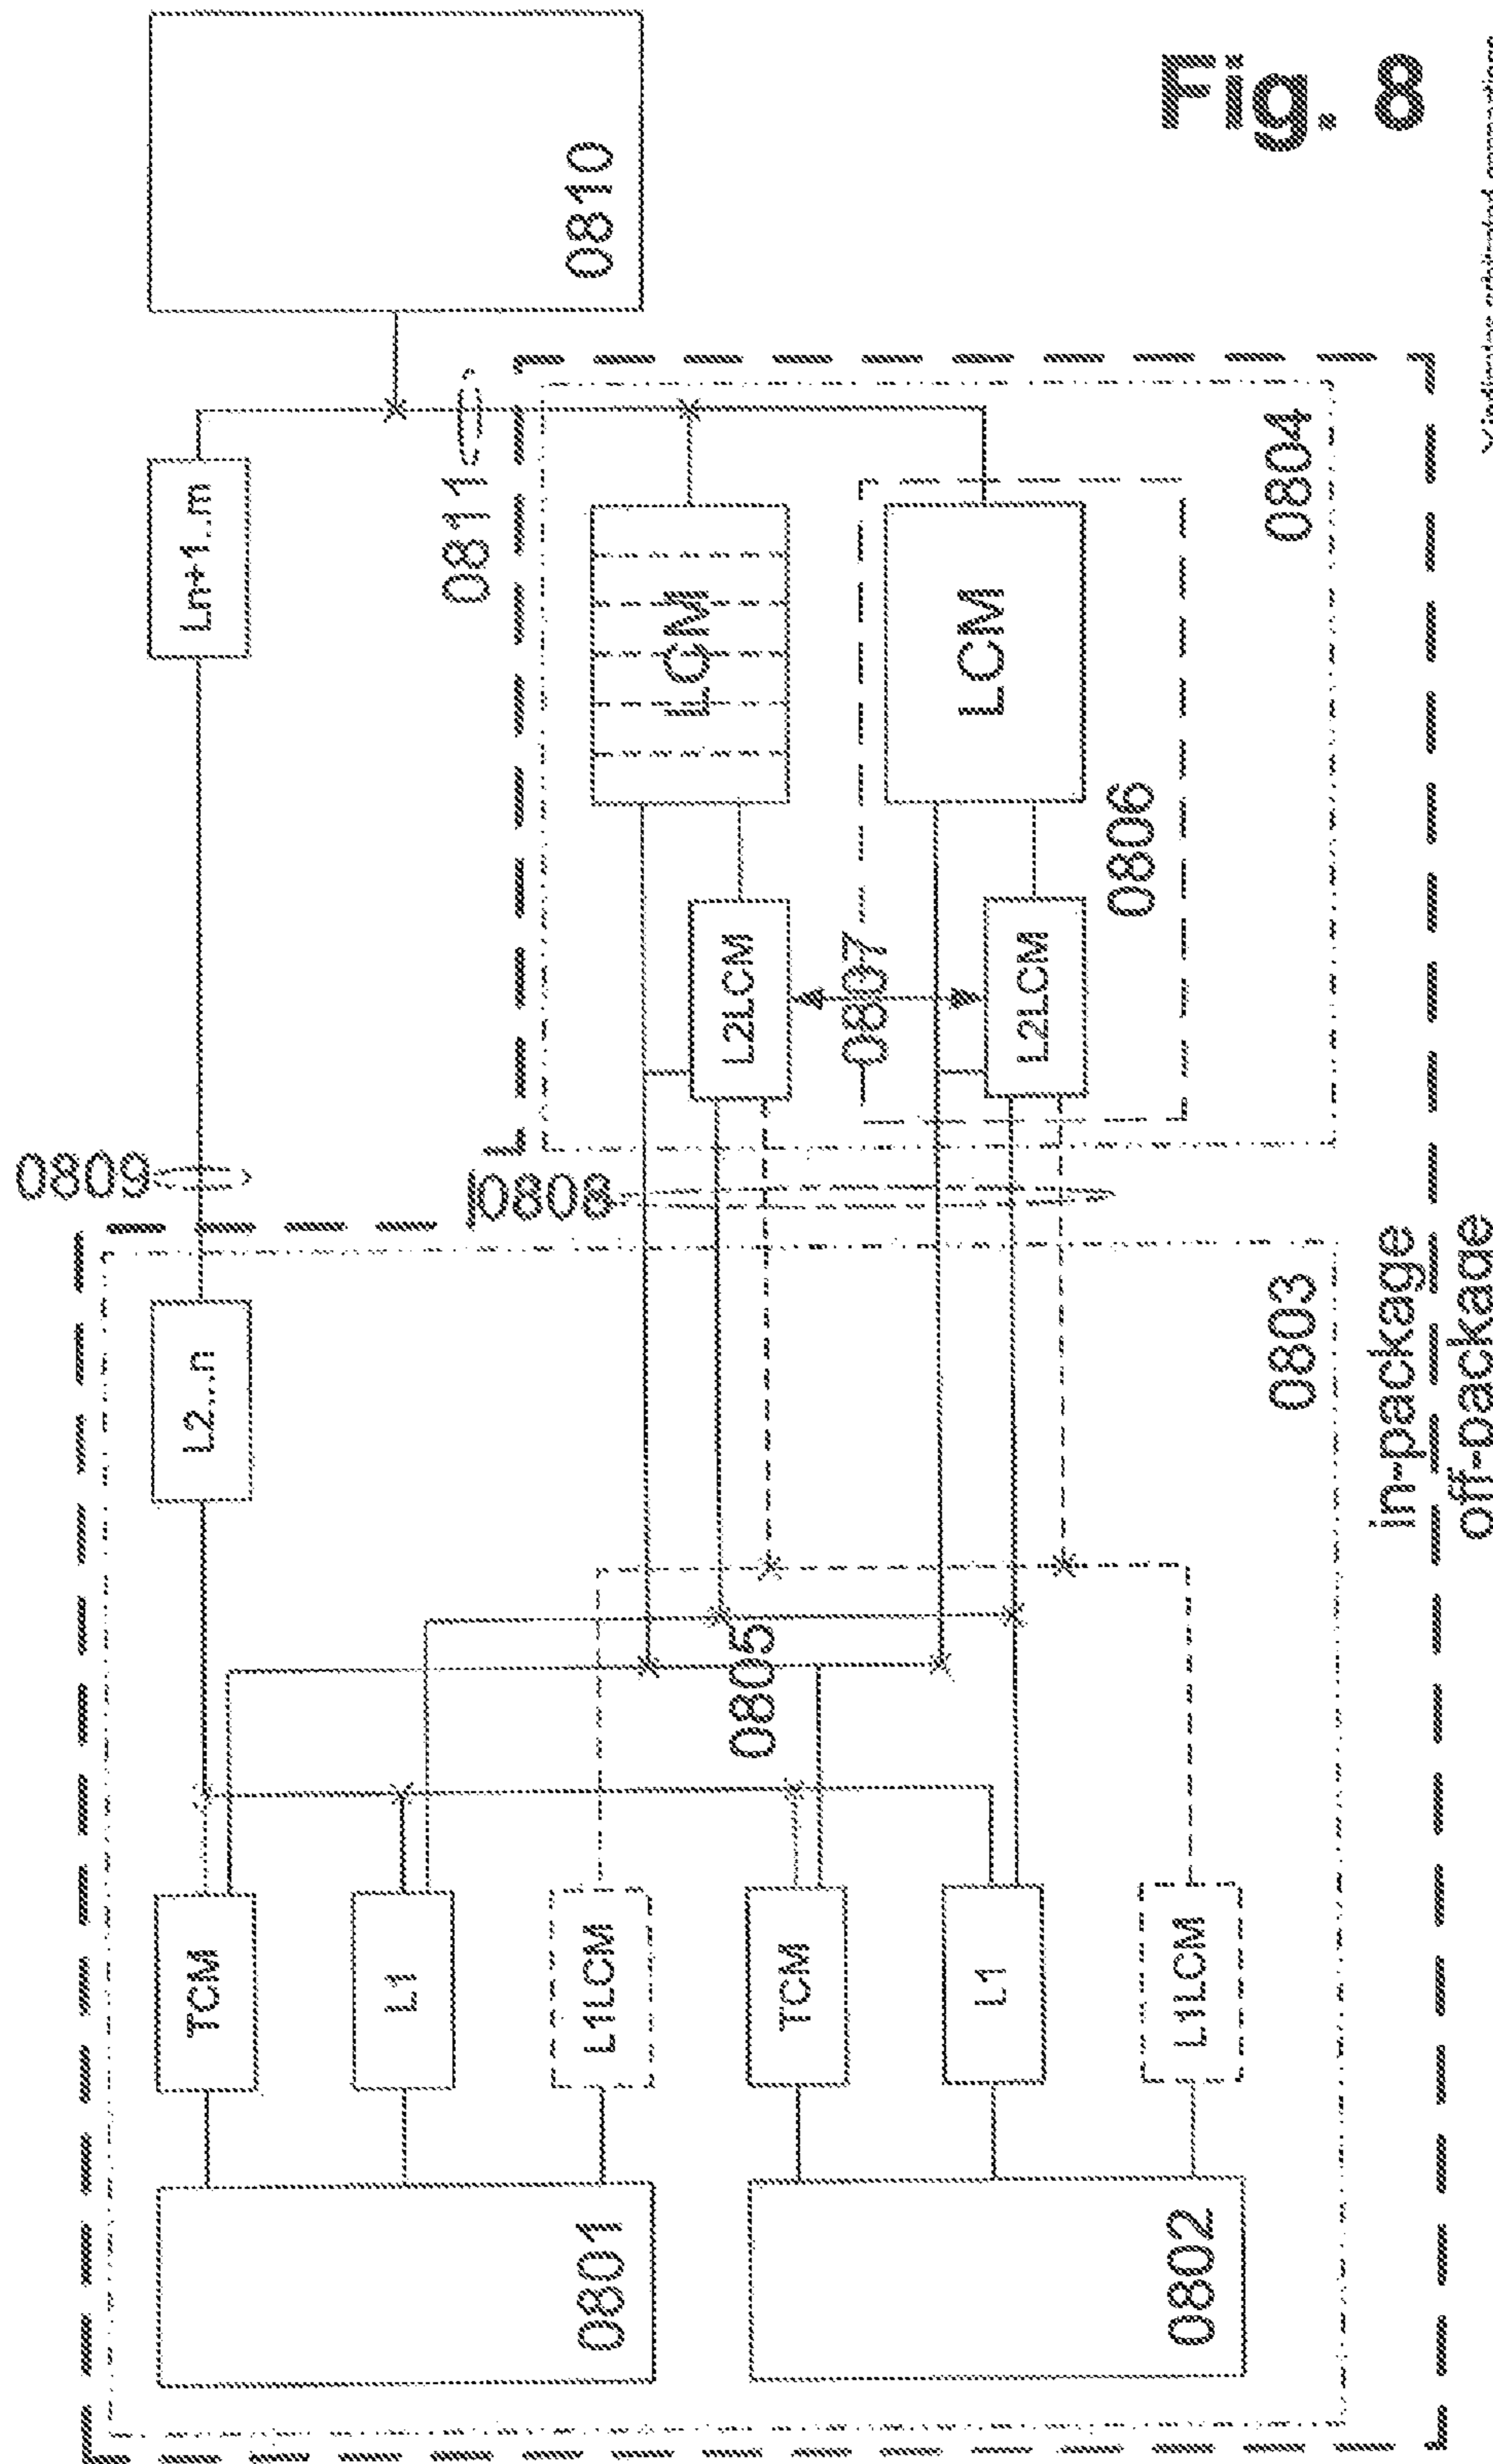 Fig. 8
0810
Ln+1..m
0811
0804
LCM
LCM
0806
L2LCM
0807
L2LCM
0809
0808
L2...n
0803
in-package
off-package
0805
TCM
L1
L1LCM
TCM
L1
L1LCM
0801
0802